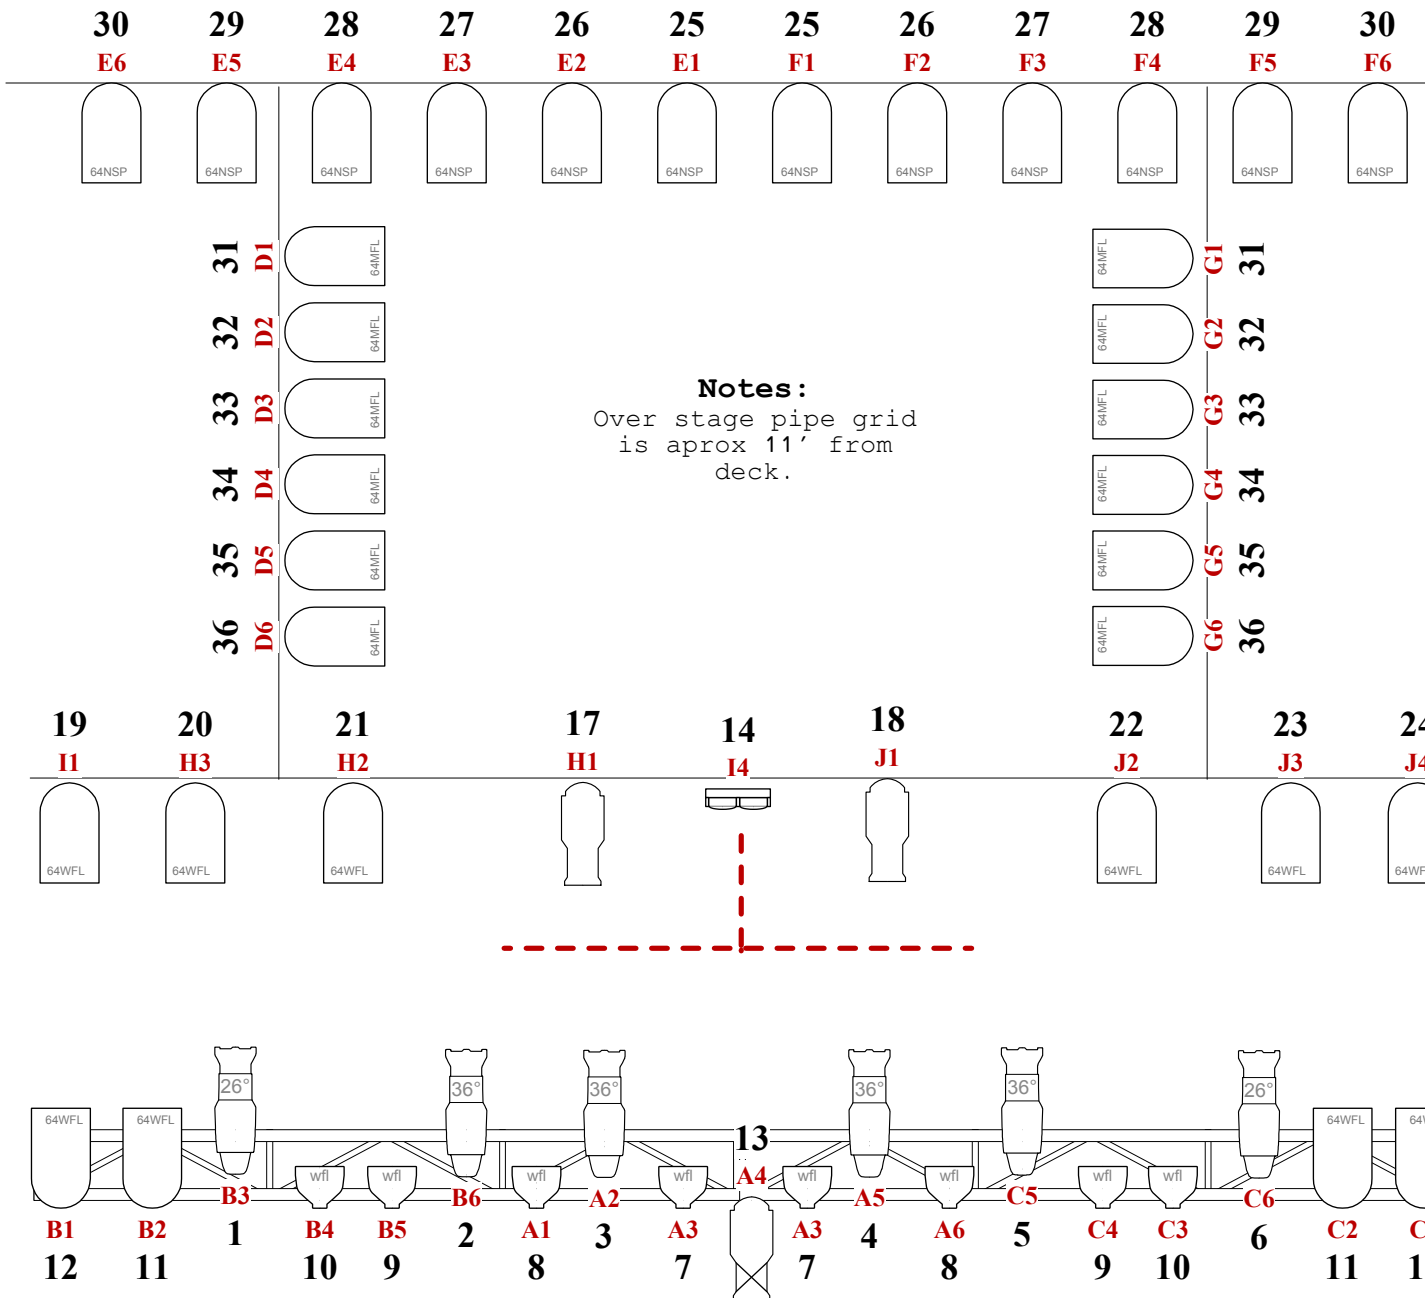 30 29 28 27 26 25 25 26 27 28 29 30
E6 E5 E4 E3 E2 E1 F1 F2 F3 F4 F5 F6
64NSP 64NSP 64NSP 64NSP 64NSP 64NSP 64NSP 64NSP 64NSP 64NSP 64NSP 64NSP
31 D1 64MFL 64MFL G1 31
32 D2 64MFL 64MFL G2 32
33 D3 64MFL 64MFL G3 33
Notes:
Over stage pipe grid
is aprox 11' from
deck.
34 D4 64MFL 64MFL G4 34
35 D5 64MFL 64MFL G5 35
36 D6 64MFL 64MFL G6 36
19 20 21 17 14 18 22 23
I1 H3 H2 H1 I4 J1 J2 J3 J4
64WFL 64WFL 64WFL 64WFL 64WFL
26° 36° 36° 36° 36° 26°
64WFL 64WFL 64WFL
13
wfl wfl wfl wfl wfl wfl wfl wfl
B3 B6 A2 A4 A5 C5 C6
B1 B2 B4 B5 A1 A3 A3 A6 C4 C3 C2
1 2 3 4 5 6
12 11 10 9 8 7 7 8 9 10 11